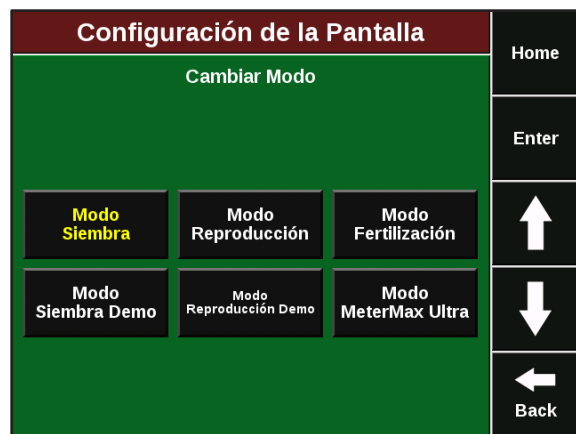 Configuración de la Pantalla
Home
Cambiar Modo
Enter
Modo
Siembra
Modo
Reproducción
Modo
Fertilización
Modo
Siembra Demo
Modo
Reproducción Demo
Modo
MeterMax Ultra
Back